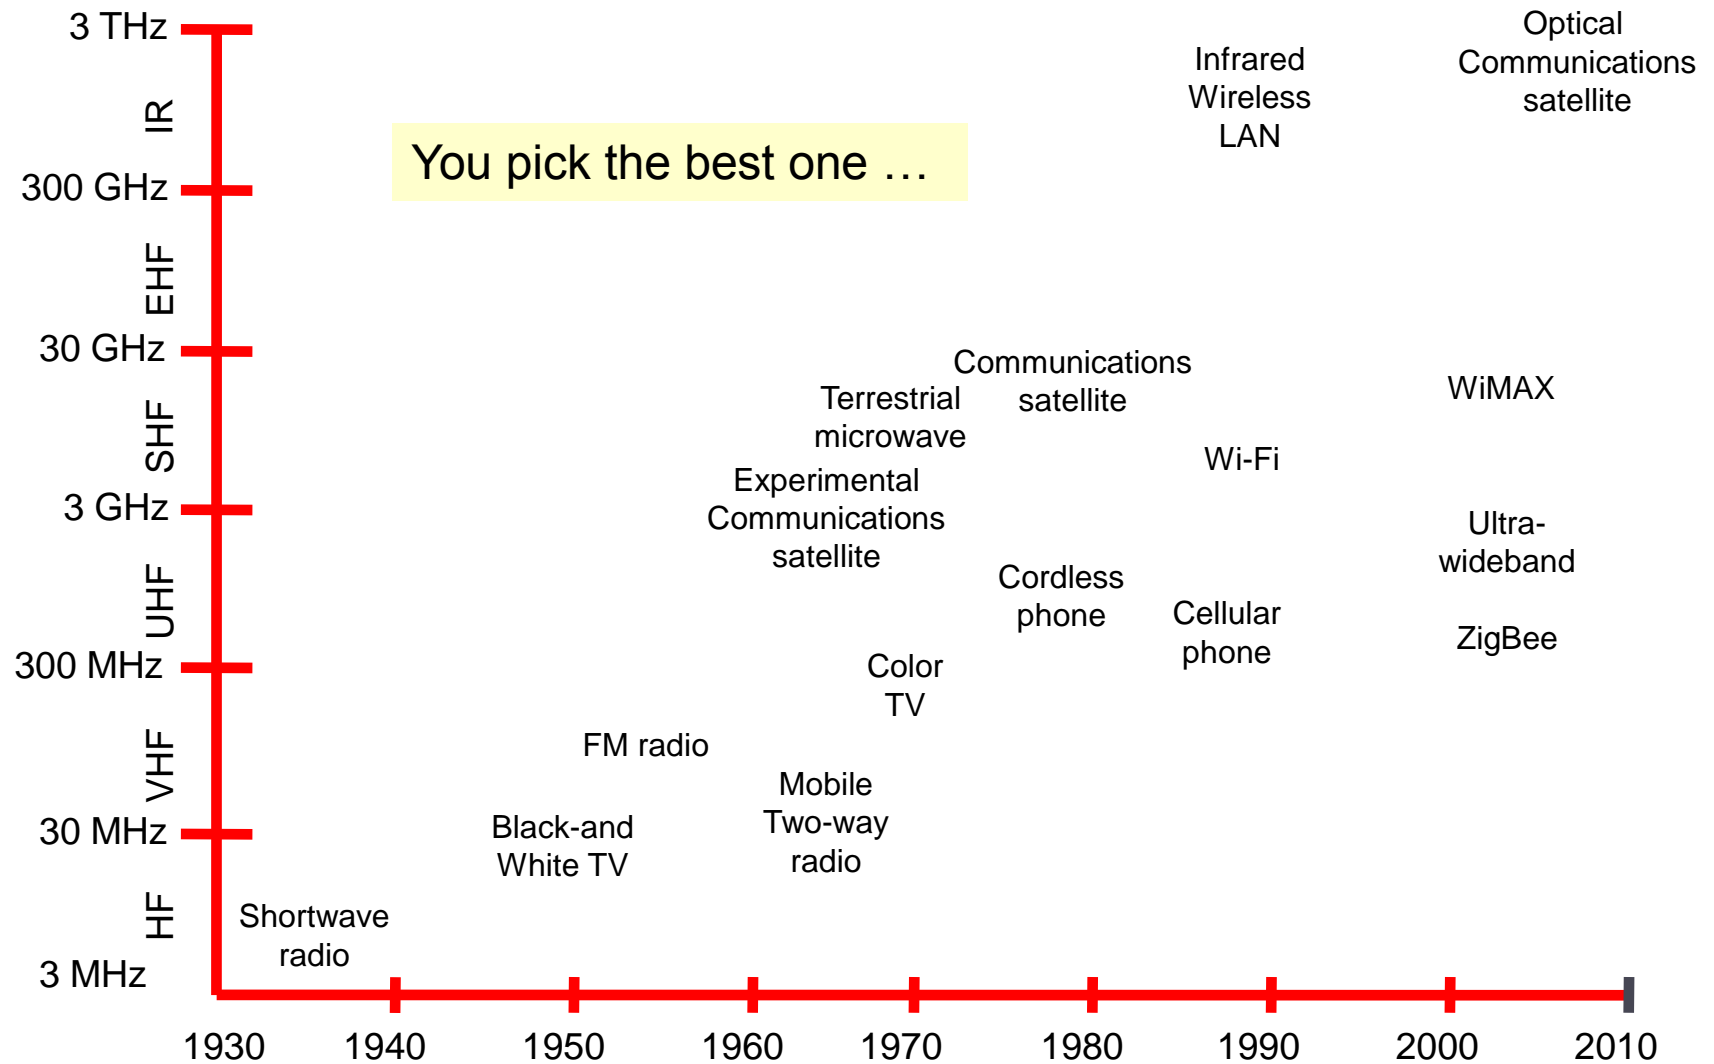 3 THz
IR
300 GHz
EHF
30 GHz
SHF
3 GHz
UHF
300 MHz
VHF
30 MHz
HF
3 MHz
You pick the best one …
Infrared
Wireless
LAN
Optical
Communications
satellite
Communications
satellite
Terrestrial
microwave
WiMAX
Wi-Fi
Experimental
Communications
satellite
Ultra-
wideband
Cordless
phone
Cellular
phone
ZigBee
Color
TV
FM radio
Mobile
Two-way
radio
Black-and
White TV
Shortwave
radio
1930 1940 1950 1960 1970 1980 1990 2000 2010